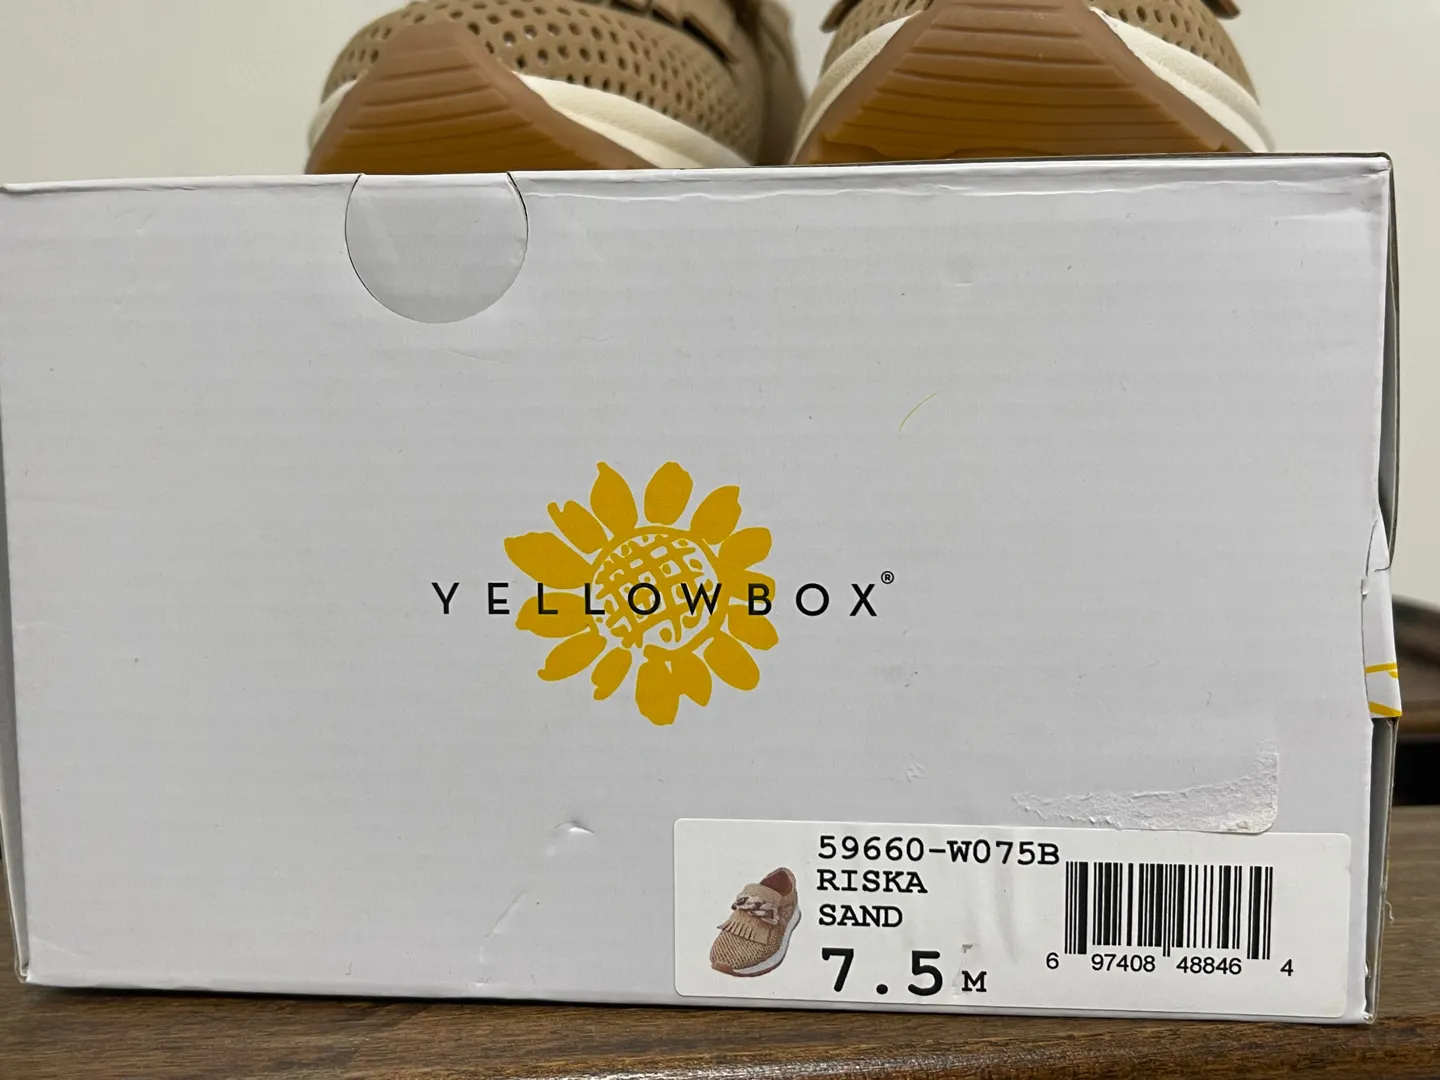 YELLOWBOX®
59660-W075B
RISKA
SAND
7.5 M
6 97408 48846 4